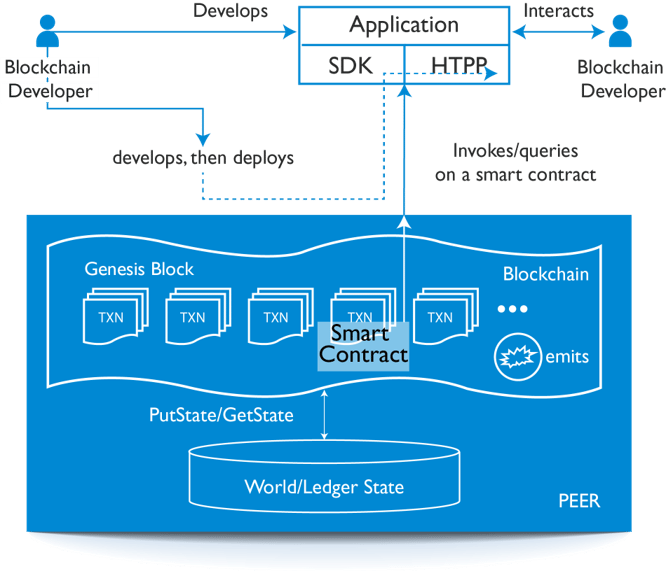 Develops
Application
Interacts
SDK
HTPP
Blockchain
Developer
Blockchain
Developer
develops, then deploys
Invokes/queries
on a smart contract
Genesis Block
Blockchain
TXN
TXN
TXN
TXN
TXN
Smart
Contract
emits
PutState/GetState
World/Ledger State
PEER